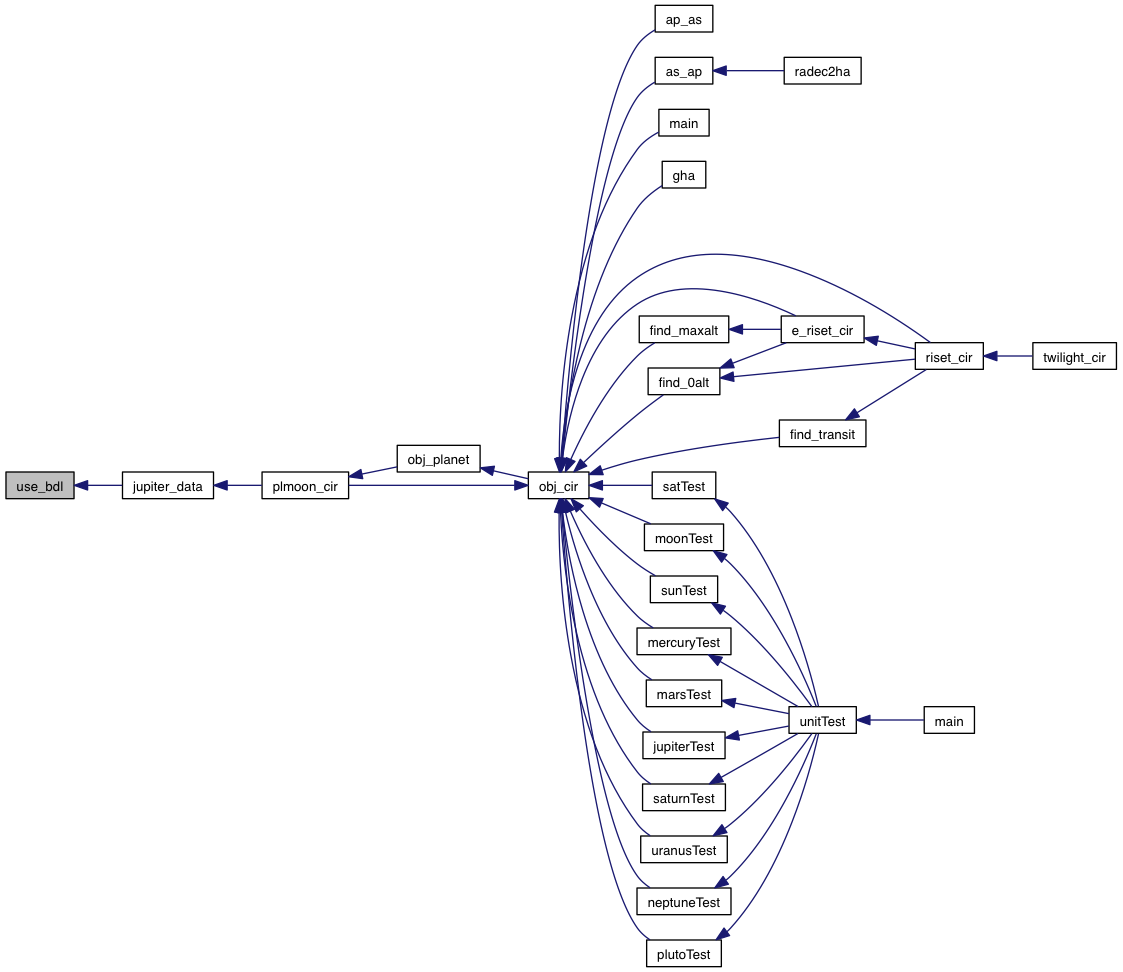 ap_as
as_ap
radec2ha
main
gha
find_maxalt
e_riset_cir
riset_cir
twilight_cir
find_0alt
find_transit
use_bdl
jupiter_data
plmoon_cir
obj_planet
obj_cir
satTest
moonTest
sunTest
mercuryTest
marsTest
jupiterTest
unitTest
main
saturnTest
uranusTest
neptuneTest
plutoTest